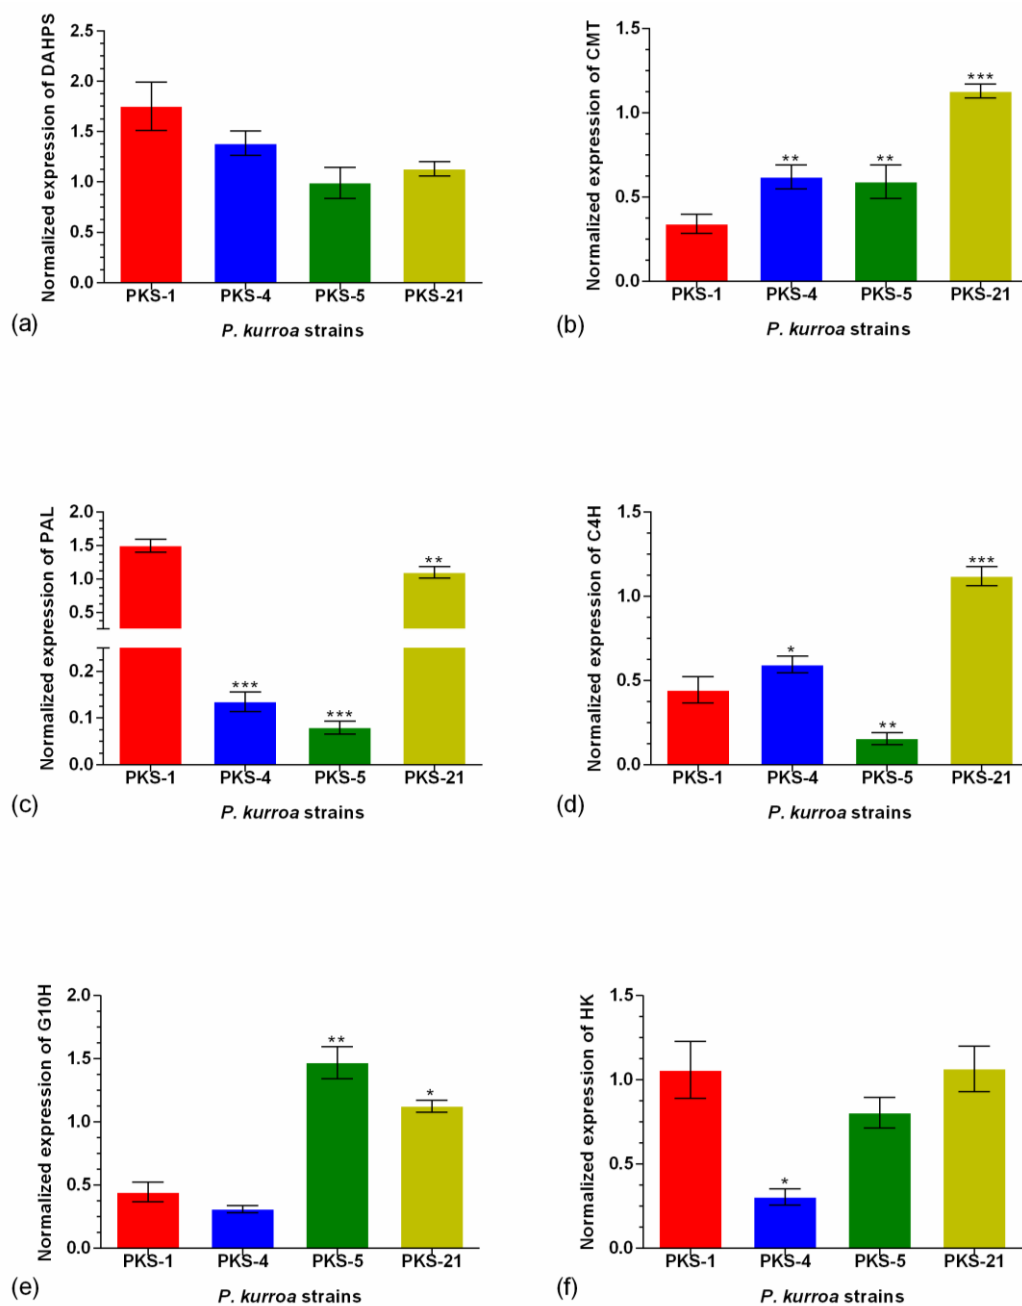 Normalized expression of DAHPS
2.5
2.0
1.5
1.0
0.5
0.0
PKS-1 PKS-4 PKS-5 PKS-21
(a)
P. kurroa strains
Normalized expression of CMT
1.5
1.0
0.5
0.0
**
**
***
PKS-1 PKS-4 PKS-5 PKS-21
(b)
P. kurroa strains
Normalized expression of PAL
2.0
1.5
1.0
0.5
0.2
0.1
0.0
***
***
**
PKS-1 PKS-4 PKS-5 PKS-21
(c)
P. kurroa strains
Normalized expression of C4H
1.5
1.0
0.5
0.0
*
**
***
PKS-1 PKS-4 PKS-5 PKS-21
(d)
P. kurroa strains
Normalized expression of G10H
2.0
1.5
1.0
0.5
0.0
**
*
PKS-1 PKS-4 PKS-5 PKS-21
(e)
P. kurroa strains
Normalized expression of HK
1.5
1.0
0.5
0.0
*
PKS-1 PKS-4 PKS-5 PKS-21
(f)
P. kurroa strains